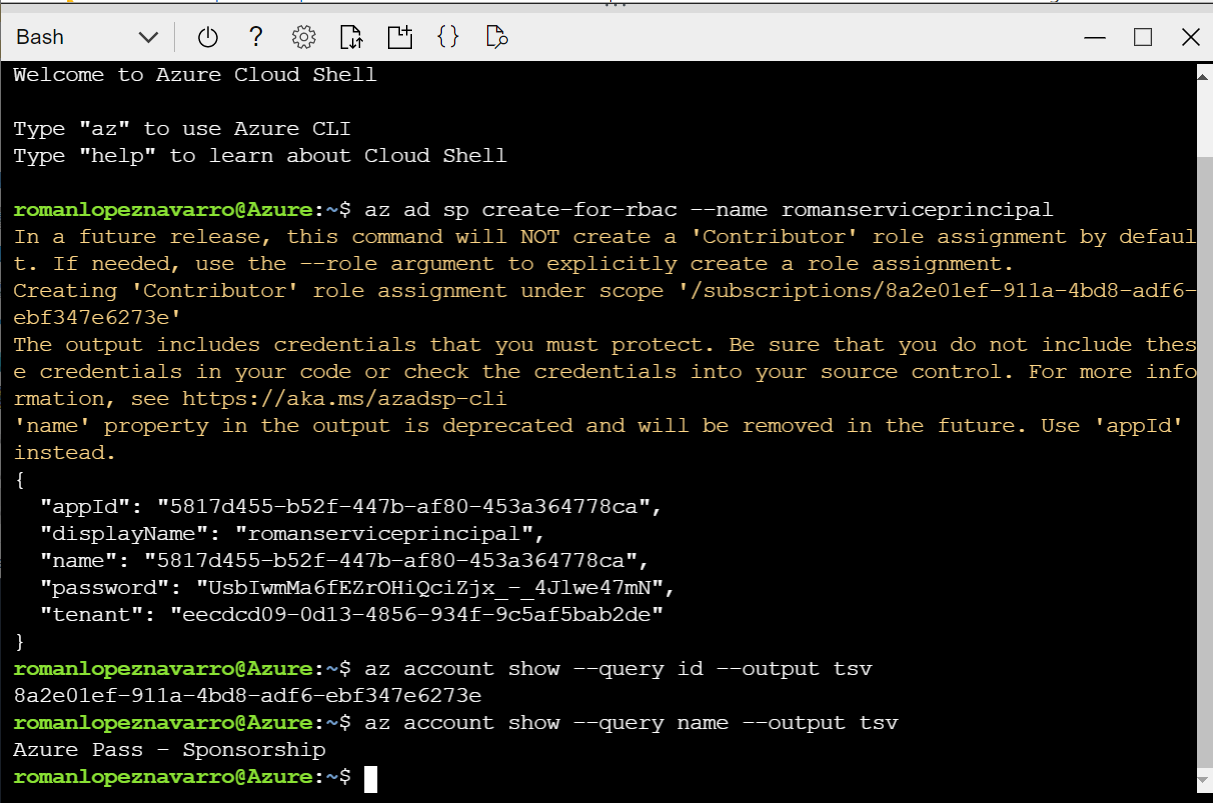 Bash
Welcome to Azure Cloud Shell
Type "az" to use Azure CLI
Type "help" to learn about Cloud Shell
romanlopeznavarro@Azure:~$ az ad sp create-for-rbac --name romanserviceprincipal
In a future release, this command will NOT create a 'Contributor' role assignment by defaul
t. If needed, use the --role argument to explicitly create a role assignment.
Creating 'Contributor' role assignment under scope '/subscriptions/8a2e01ef-911a-4bd8-adf6-
ebf347e6273e'
The output includes credentials that you must protect. Be sure that you do not include thes
e credentials in your code or check the credentials into your source control. For more info
rmation, see https://aka.ms/azadsp-cli
'name' property in the output is deprecated and will be removed in the future. Use 'appId'
instead.
{
  "appId": "5817d455-b52f-447b-af80-453a364778ca",
  "displayName": "romanserviceprincipal",
  "name": "5817d455-b52f-447b-af80-453a364778ca",
  "password": "UsbIwmMa6fEZrOHiQciZjx_-_4Jlwe47mN",
  "tenant": "eecdcd09-0d13-4856-934f-9c5af5bab2de"
}
romanlopeznavarro@Azure:~$ az account show --query id --output tsv
8a2e01ef-911a-4bd8-adf6-ebf347e6273e
romanlopeznavarro@Azure:~$ az account show --query name --output tsv
Azure Pass - Sponsorship
romanlopeznavarro@Azure:~$